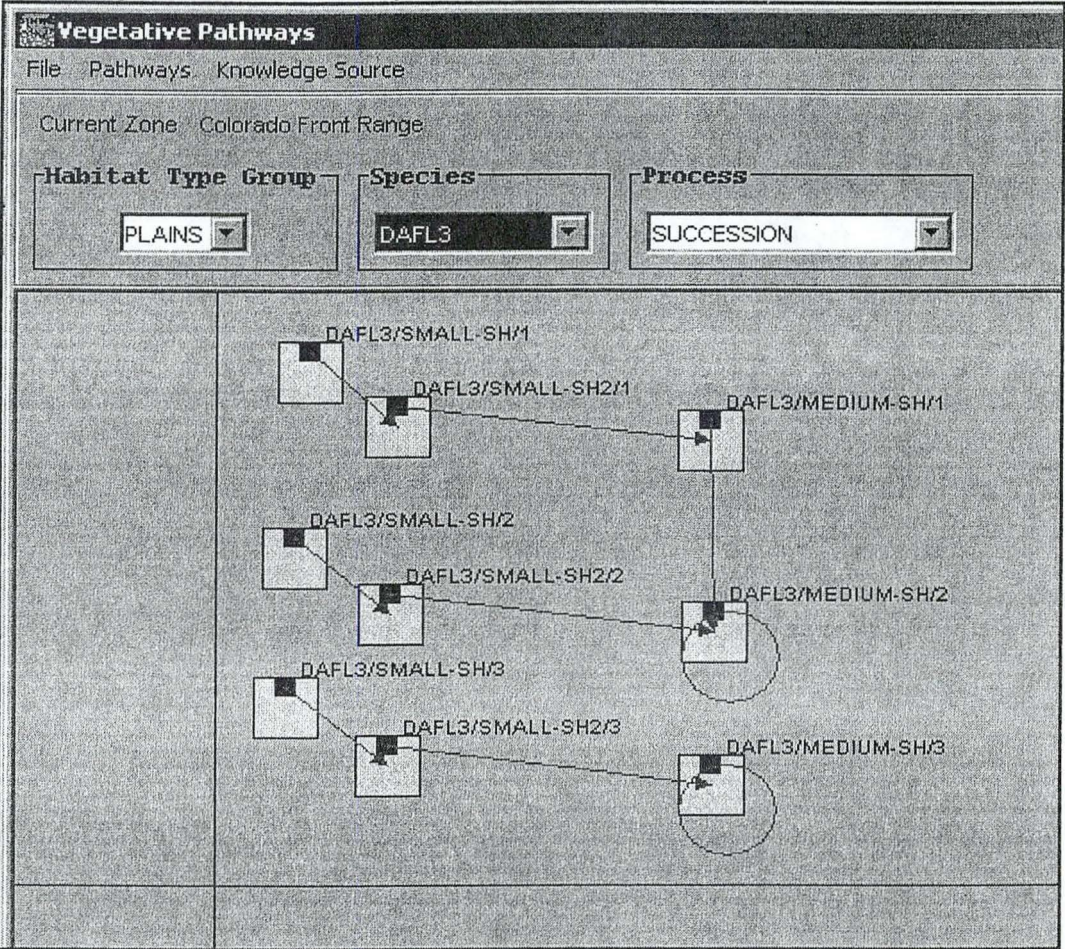 Vegetative Pathways
File Pathways Knowledge Source
Current Zone Colorado Front Range
Habitat Type Group Species Process
PLAINS DAFL3 SUCCESSION
DAFL3/SMALL-SH/1
DAFL3/SMALL-SH2/1
DAFL3/MEDIUM-SH/1
DAFL3/SMALL-SH/2
DAFL3/SMALL-SH2/2
DAFL3/MEDIUM-SH/2
DAFL3/SMALL-SH/3
DAFL3/SMALL-SH2/3
DAFL3/MEDIUM-SH/3